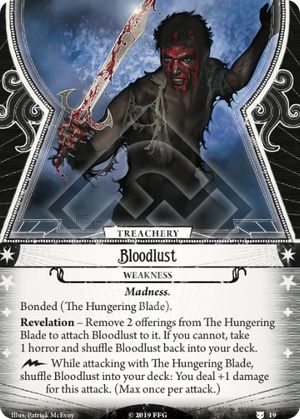 TREACHERY
Bloodlust
WEAKNESS
Madness.
Bonded (The Hungering Blade).
Revelation – Remove 2 offerings from The Hungering
Blade to attach Bloodlust to it. If you cannot, take
1 horror and shuffle Bloodlust back into your deck.
While attacking with The Hungering Blade,
shuffle Bloodlust into your deck: You deal +1 damage
for this attack. (Max once per attack.)
Illus. Patrick McEvoy
© 2019 FFG
19